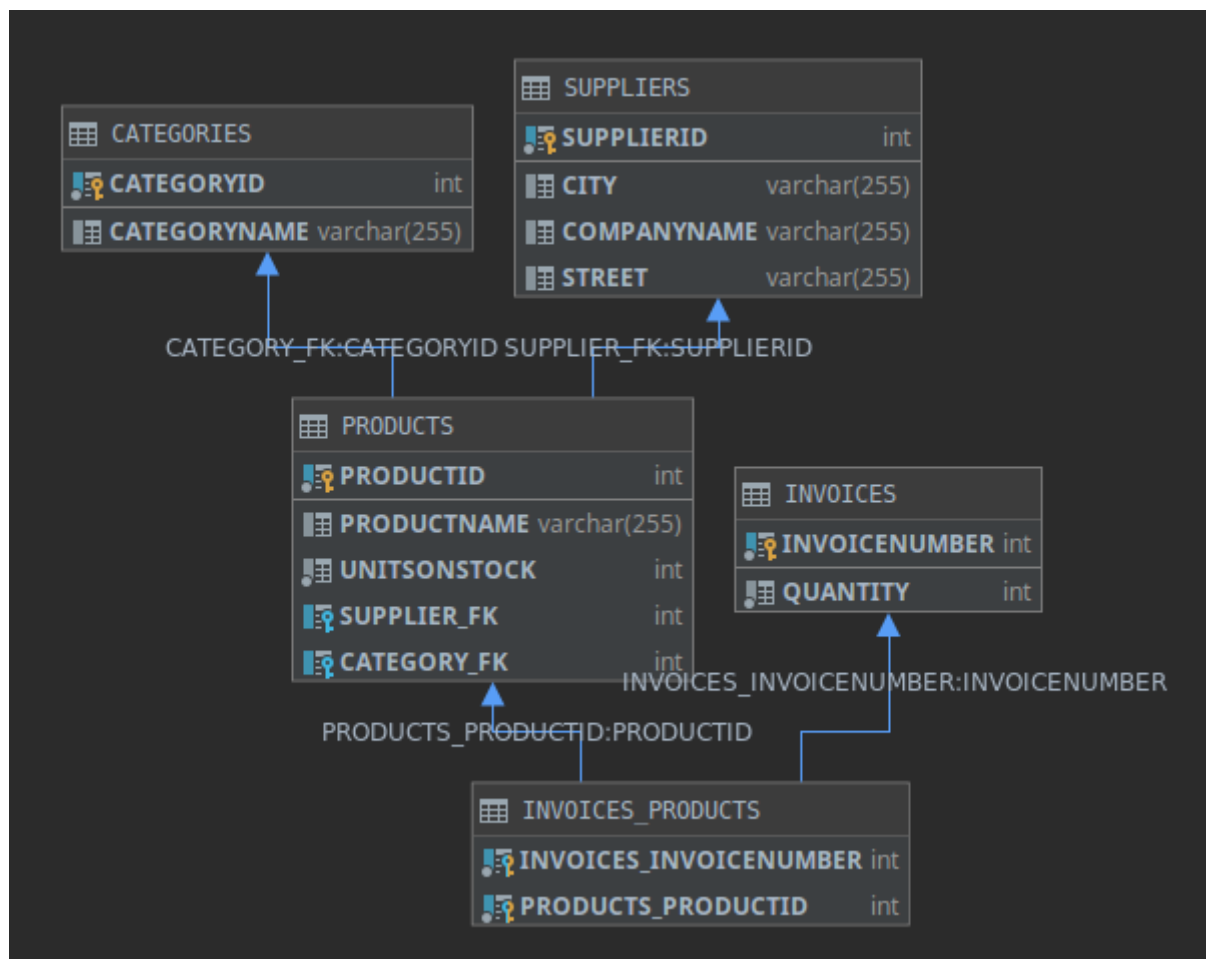 SUPPLIERS
SUPPLIERID int
CITY varchar(255)
COMPANYNAME varchar(255)
STREET varchar(255)
CATEGORIES
CATEGORYID int
CATEGORYNAME varchar(255)
CATEGORY_FK:CATEGORYID SUPPLIER_FK:SUPPLIERID
PRODUCTS
PRODUCTID int
PRODUCTNAME varchar(255)
UNITSONSTOCK int
SUPPLIER_FK int
CATEGORY_FK int
INVOICES
INVOICENUMBER int
QUANTITY int
INVOICES_INVOICENUMBER:INVOICENUMBER
PRODUCTS_PRODUCTID:PRODUCTID
INVOICES_PRODUCTS
INVOICES_INVOICENUMBER int
PRODUCTS_PRODUCTID int